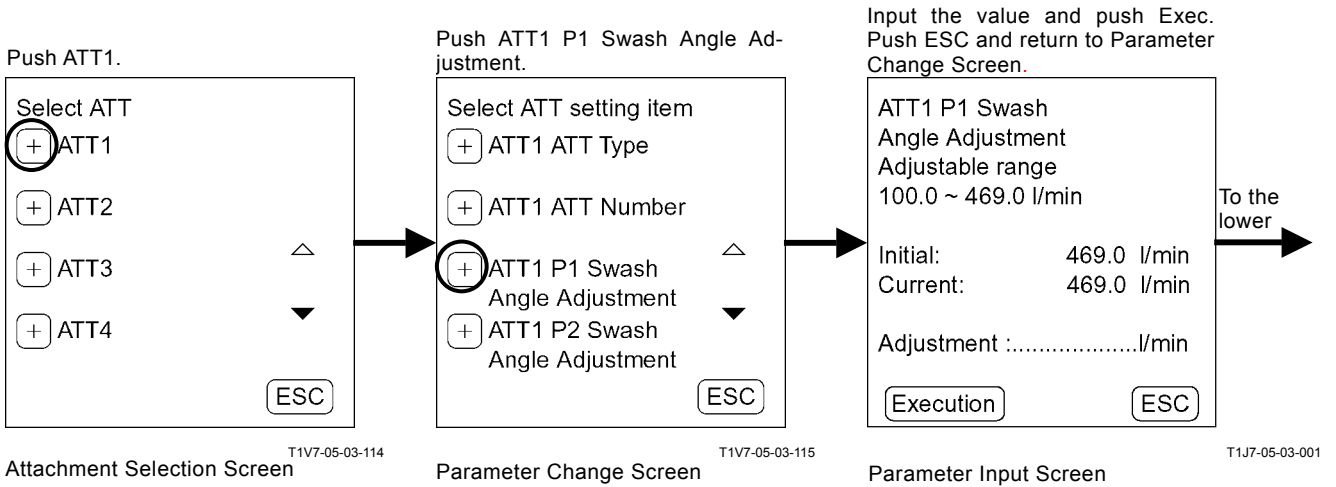 Push ATT1.
Select ATT
+ ATT1
+ ATT2
+ ATT3
+ ATT4
ESC
T1V7-05-03-114
Attachment Selection Screen
Push ATT1 P1 Swash Angle Ad-
justment.
Select ATT setting item
+ ATT1 ATT Type
+ ATT1 ATT Number
+ ATT1 P1 Swash
Angle Adjustment
+ ATT1 P2 Swash
Angle Adjustment
ESC
T1V7-05-03-115
Parameter Change Screen
Input the value and push Exec.
Push ESC and return to Parameter
Change Screen.
ATT1 P1 Swash
Angle Adjustment
Adjustable range
100.0 ~ 469.0 l/min
Initial: 469.0 l/min
Current: 469.0 l/min
Adjustment :...................l/min
Execution ESC
T1J7-05-03-001
Parameter Input Screen
To the
lower